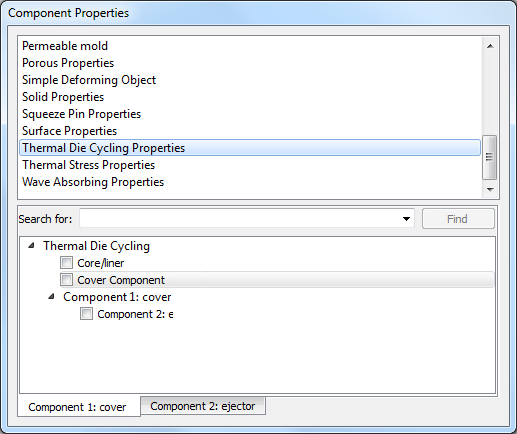 Component Properties
Permeable mold
Porous Properties
Simple Deforming Object
Solid Properties
Squeeze Pin Properties
Surface Properties
Thermal Die Cycling Properties
Thermal Stress Properties
Wave Absorbing Properties
Search for: Find
Thermal Die Cycling
Core/liner
Cover Component
Component 1: cover
Component 2: e
Component 1: cover Component 2: ejector